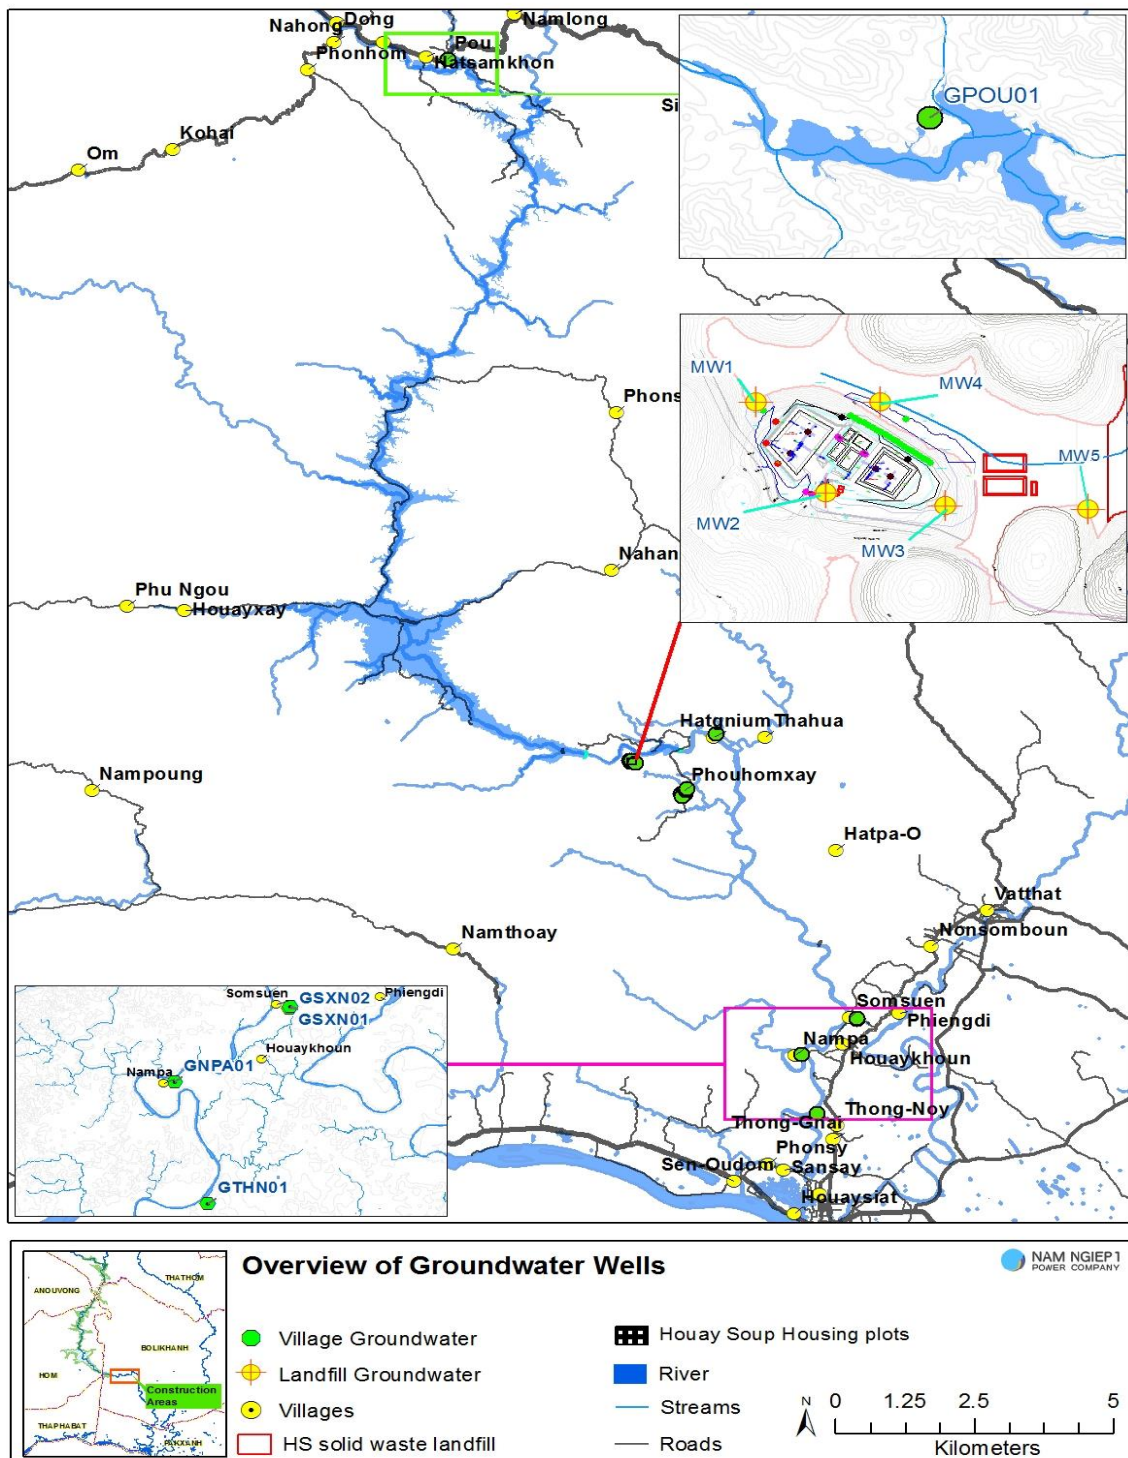 Nahong
Dong
Namlong
Phonhom
Pou
Hatsamkhon
Kohai
Om
Si
GPOU01
MW1
MW4
MW5
MW2
MW3
B
Phons
Nahan
Phu Ngou
Houayxay
Hatgnium
Thahua
Nampoung
Phouhomxay
Hatpa-O
Vatthat
Nonsomboun
Namthoay
Somsuen
Phiengdi
Nampa
Houaykhoun
Thong-Noy
Thong-Gnai
Phonsy
Sen-Oudom
Sansay
Houaysiat
Somsuen
GSXN02
Phiengdi
GSXN01
Houaykhoun
GNPA01
Nampa
GTHN01
Overview of Groundwater Wells
NAM NGIEP 1
POWER COMPANY
ANOUVONG
THATHOM
BOLIKHANH
HOM
Construction
Areas
THAPHABAT
PAKXANH
Village Groundwater
Landfill Groundwater
Villages
HS solid waste landfill
Houay Soup Housing plots
River
Streams
Roads
N
0 1.25 2.5 5
Kilometers